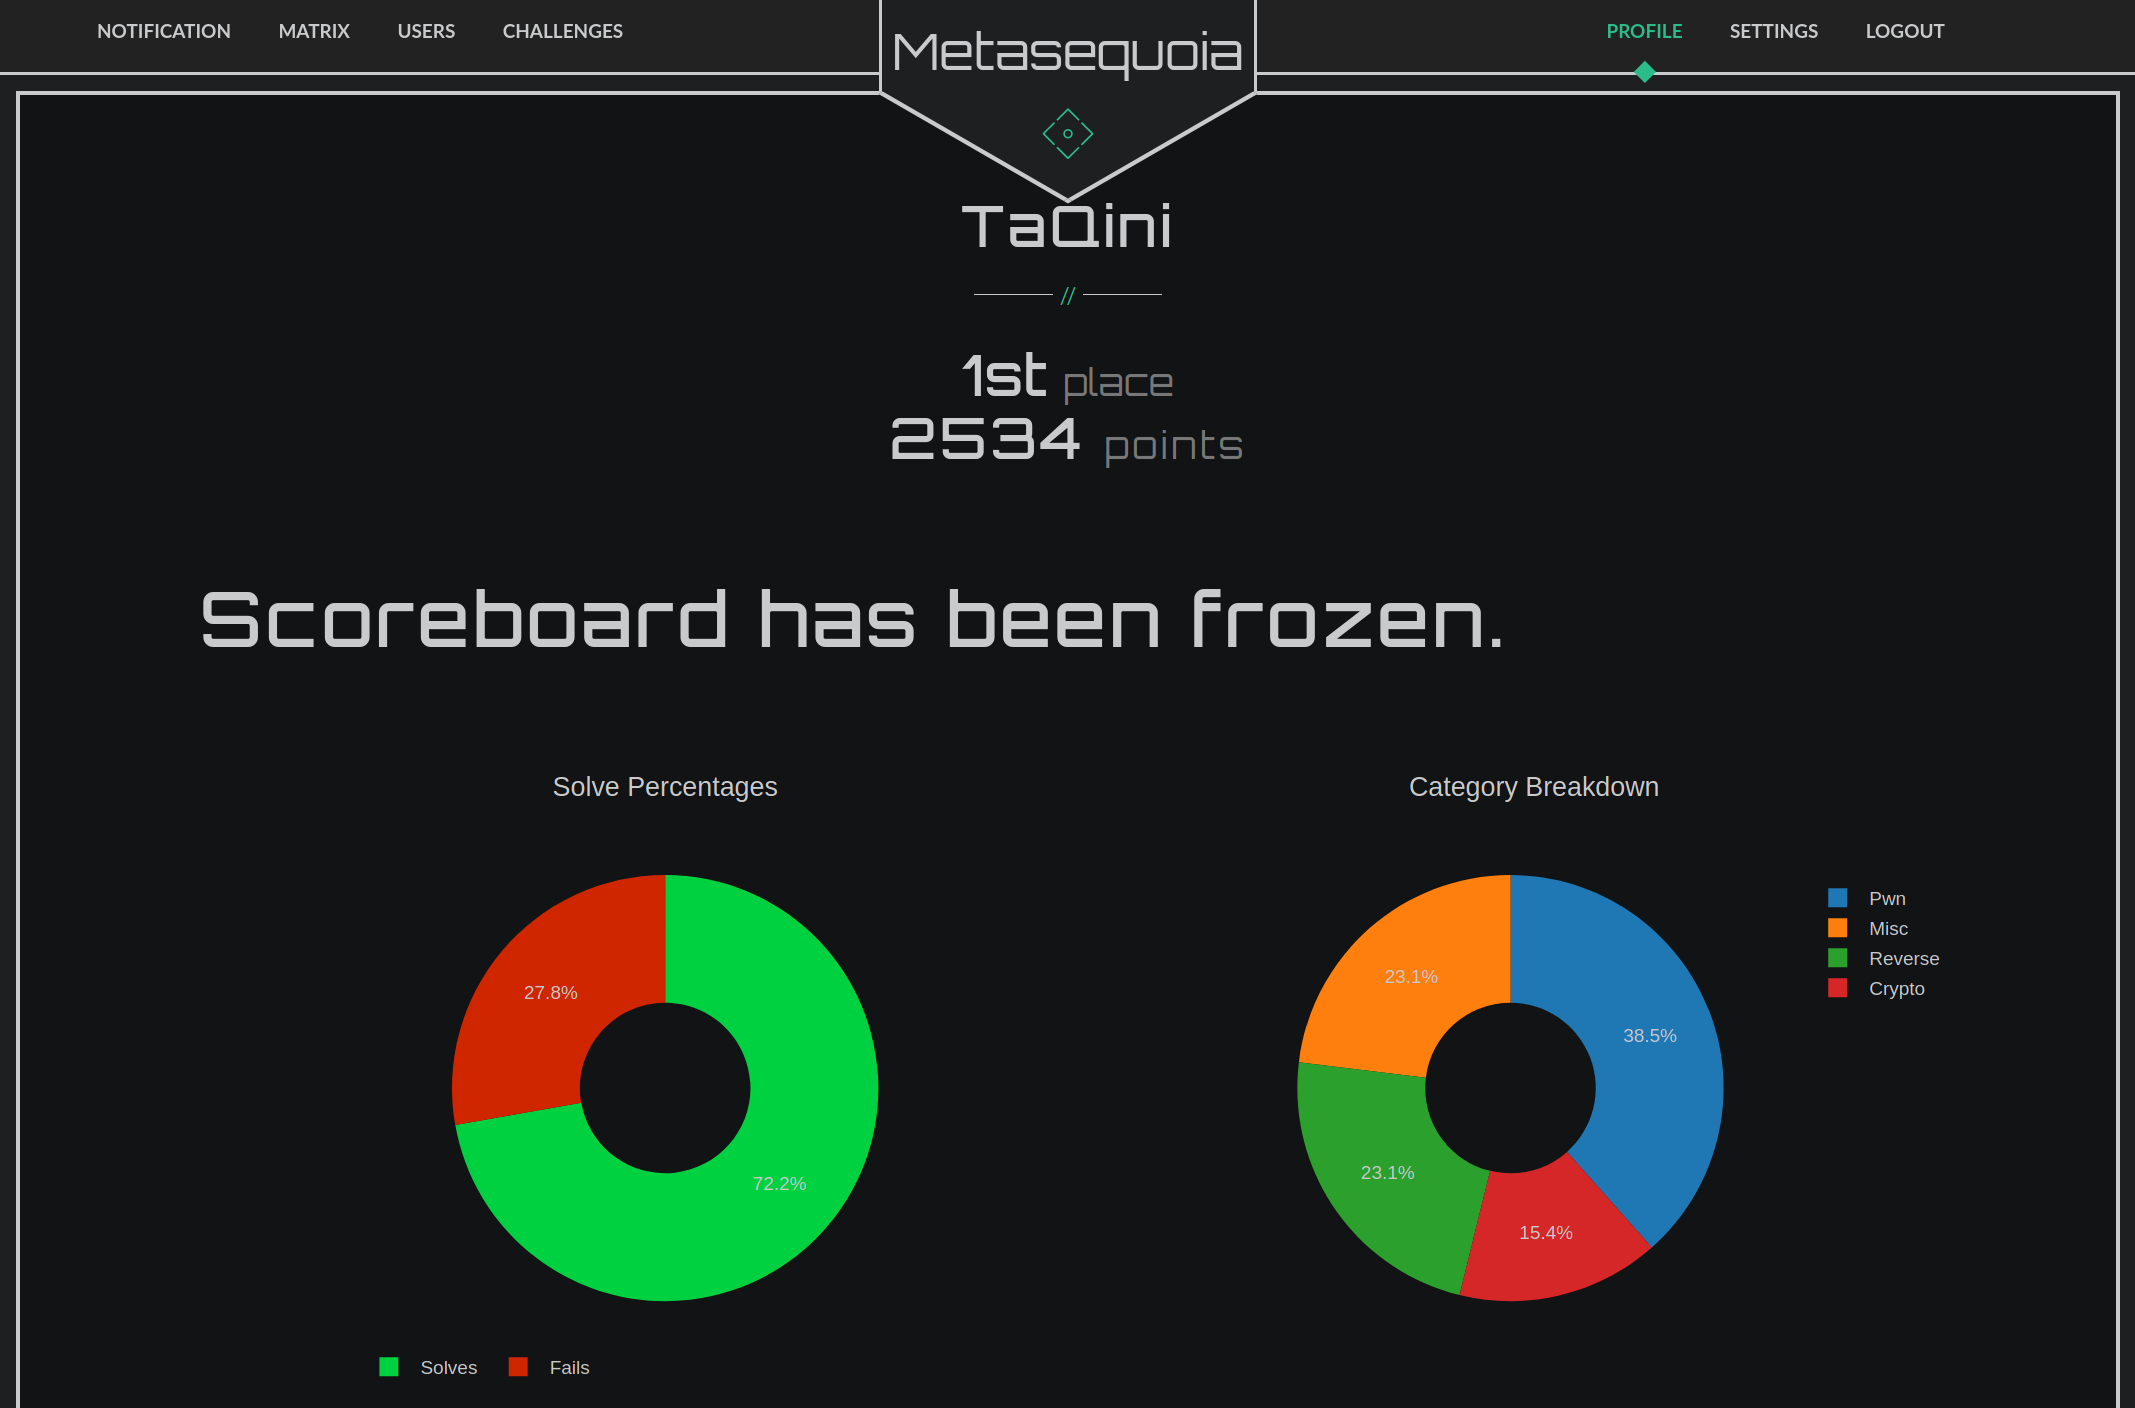 NOTIFICATION MATRIX USERS CHALLENGES
Metasequoia
PROFILE SETTINGS LOGOUT
TaQini
//
1st place
2534 points
Scoreboard has been frozen.
Solve Percentages
27.8%
72.2%
Solves Fails
Category Breakdown
23.1%
38.5%
23.1%
15.4%
Pwn
Misc
Reverse
Crypto